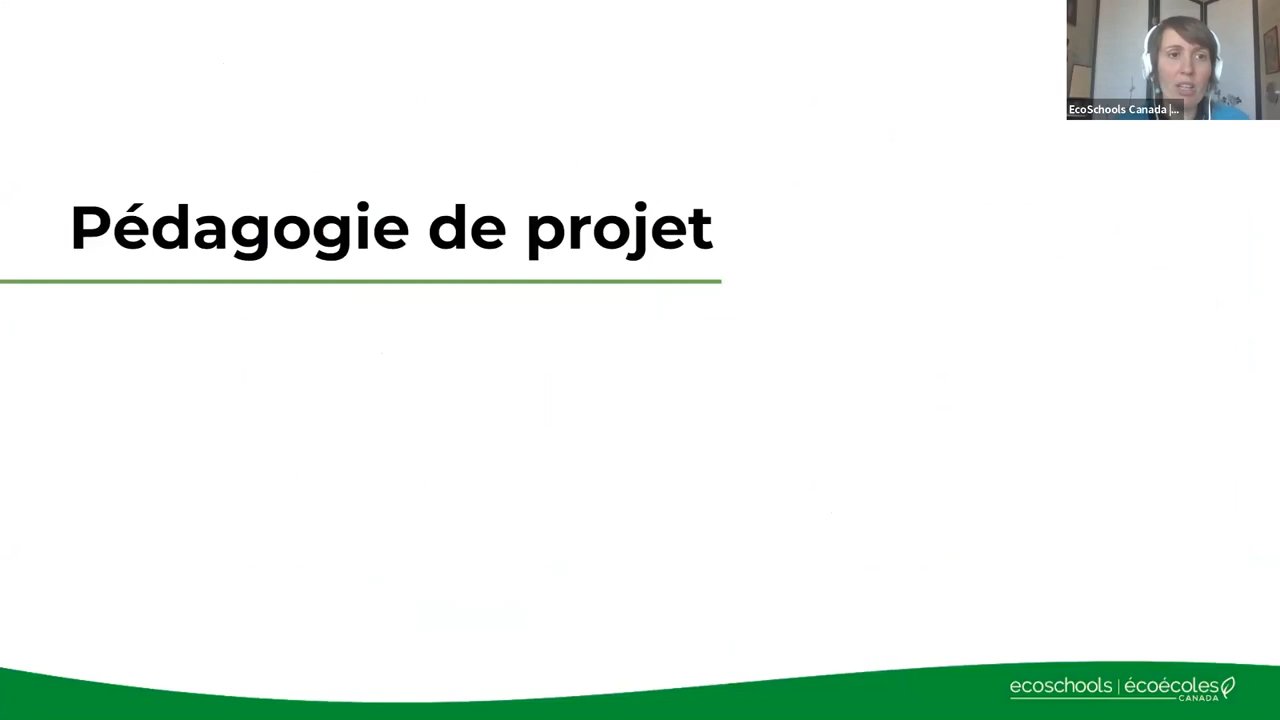 EcoSchools Canada |...
Pédagogie de projet
ecoschools | écoécoles
CANADA